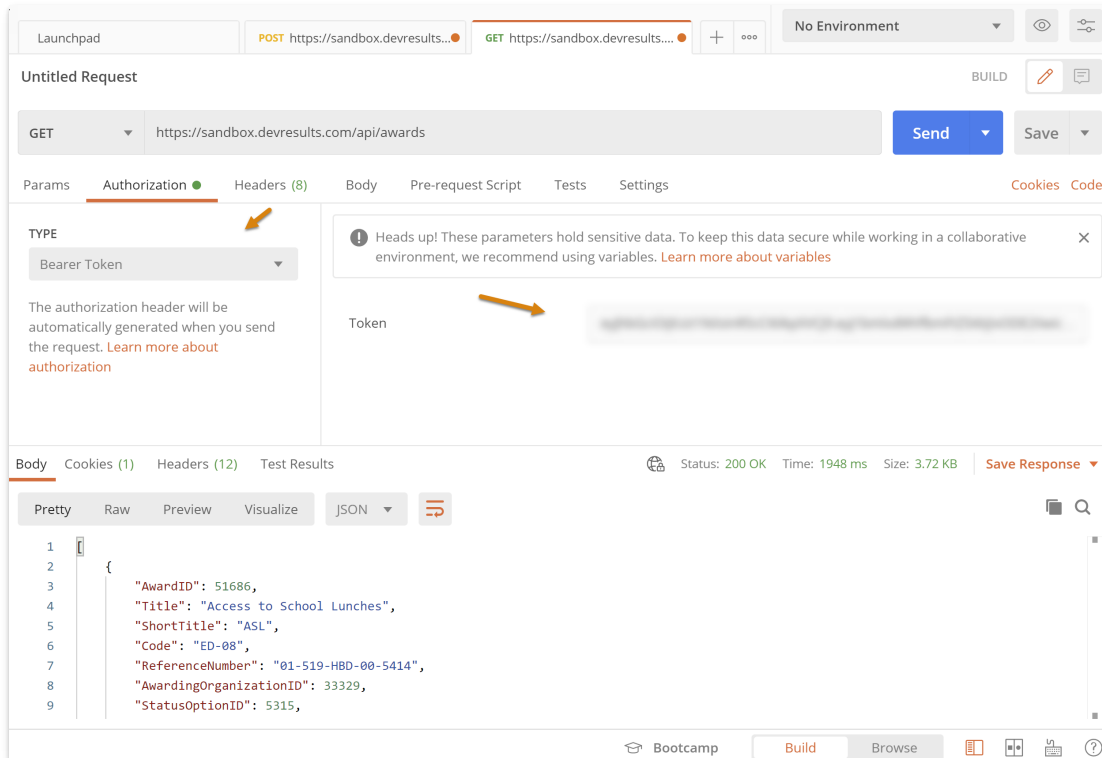 Launchpad
POST https://sandbox.devresults...
GET https://sandbox.devresults....
No Environment
Untitled Request
BUILD
GET
https://sandbox.devresults.com/api/awards
Send
Save
Params
Authorization
Headers (8)
Body
Pre-request Script
Tests
Settings
Cookies
Code
TYPE
Bearer Token
The authorization header will be
automatically generated when you send
the request. Learn more about
authorization
Heads up! These parameters hold sensitive data. To keep this data secure while working in a collaborative
environment, we recommend using variables. Learn more about variables
Token
Body
Cookies (1)
Headers (12)
Test Results
Status: 200 OK
Time: 1948 ms
Size: 3.72 KB
Save Response
Pretty
Raw
Preview
Visualize
JSON
1 [
2 {
3 "AwardID": 51686,
4 "Title": "Access to School Lunches",
5 "ShortTitle": "ASL",
6 "Code": "ED-08",
7 "ReferenceNumber": "01-519-HBD-00-5414",
8 "AwardingOrganizationID": 33329,
9 "StatusOptionID": 5315,
Bootcamp
Build
Browse